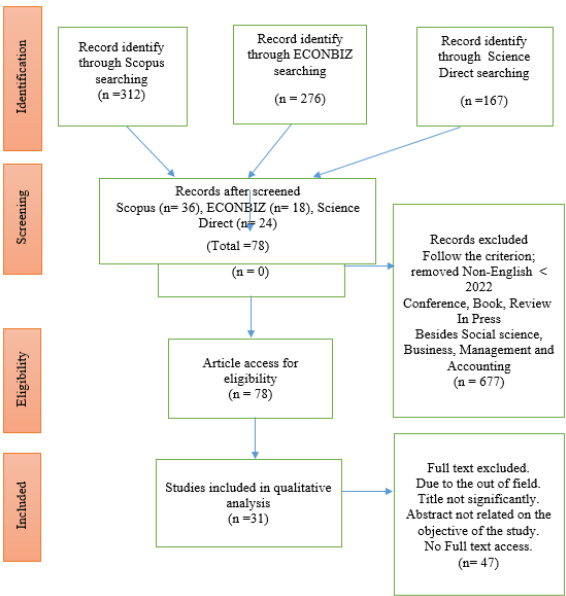 Identification
Record identify
through Scopus
searching
(n =312)
Record identify
through ECONBIZ
searching
(n = 276)
Record identify
through Science
Direct searching
(n =167)
Screening
Records after screened
Scopus (n= 36), ECONBIZ (n= 18), Science
Direct (n= 24)
(Total =78)
(n = 0)
Records excluded
Follow the criterion;
removed Non-English <
2022
Conference, Book, Review
In Press
Besides Social science,
Business, Management and
Accounting
(n = 677)
Eligibility
Article access for
eligibility
(n = 78)
Included
Studies included in qualitative
analysis
(n =31)
Full text excluded.
Due to the out of field.
Title not significantly.
Abstract not related on the
objective of the study.
No Full text access.
(n= 47)